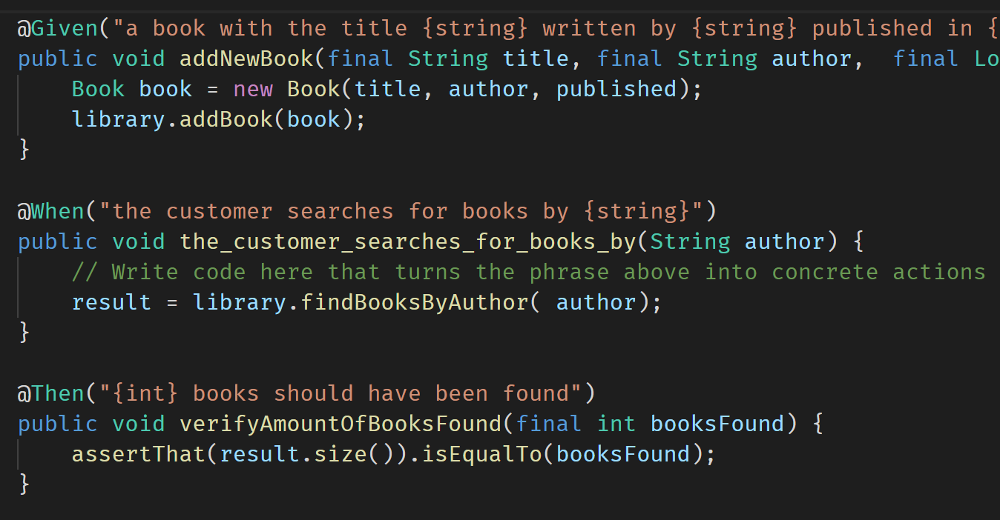 @Given("a book with the title {string} written by {string} published in {
public void addNewBook(final String title, final String author,  final Lo
    Book book = new Book(title, author, published);
    library.addBook(book);
}
@When("the customer searches for books by {string}")
public void the_customer_searches_for_books_by(String author) {
    // Write code here that turns the phrase above into concrete actions
    result = library.findBooksByAuthor( author);
}
@Then("{int} books should have been found")
public void verifyAmountOfBooksFound(final int booksFound) {
    assertThat(result.size()).isEqualTo(booksFound);
}